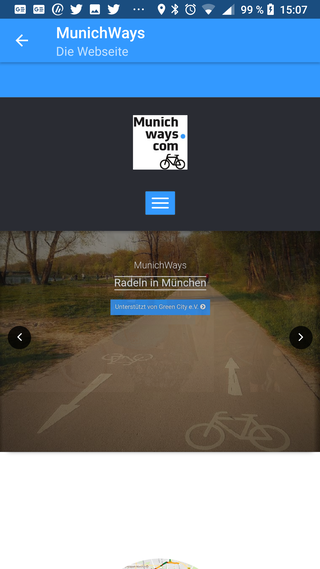 99 % 15:07
MunichWays
Die Webseite
Munich
ways
com
MunichWays
Radeln in München
Unterstützt von Green City e.V.